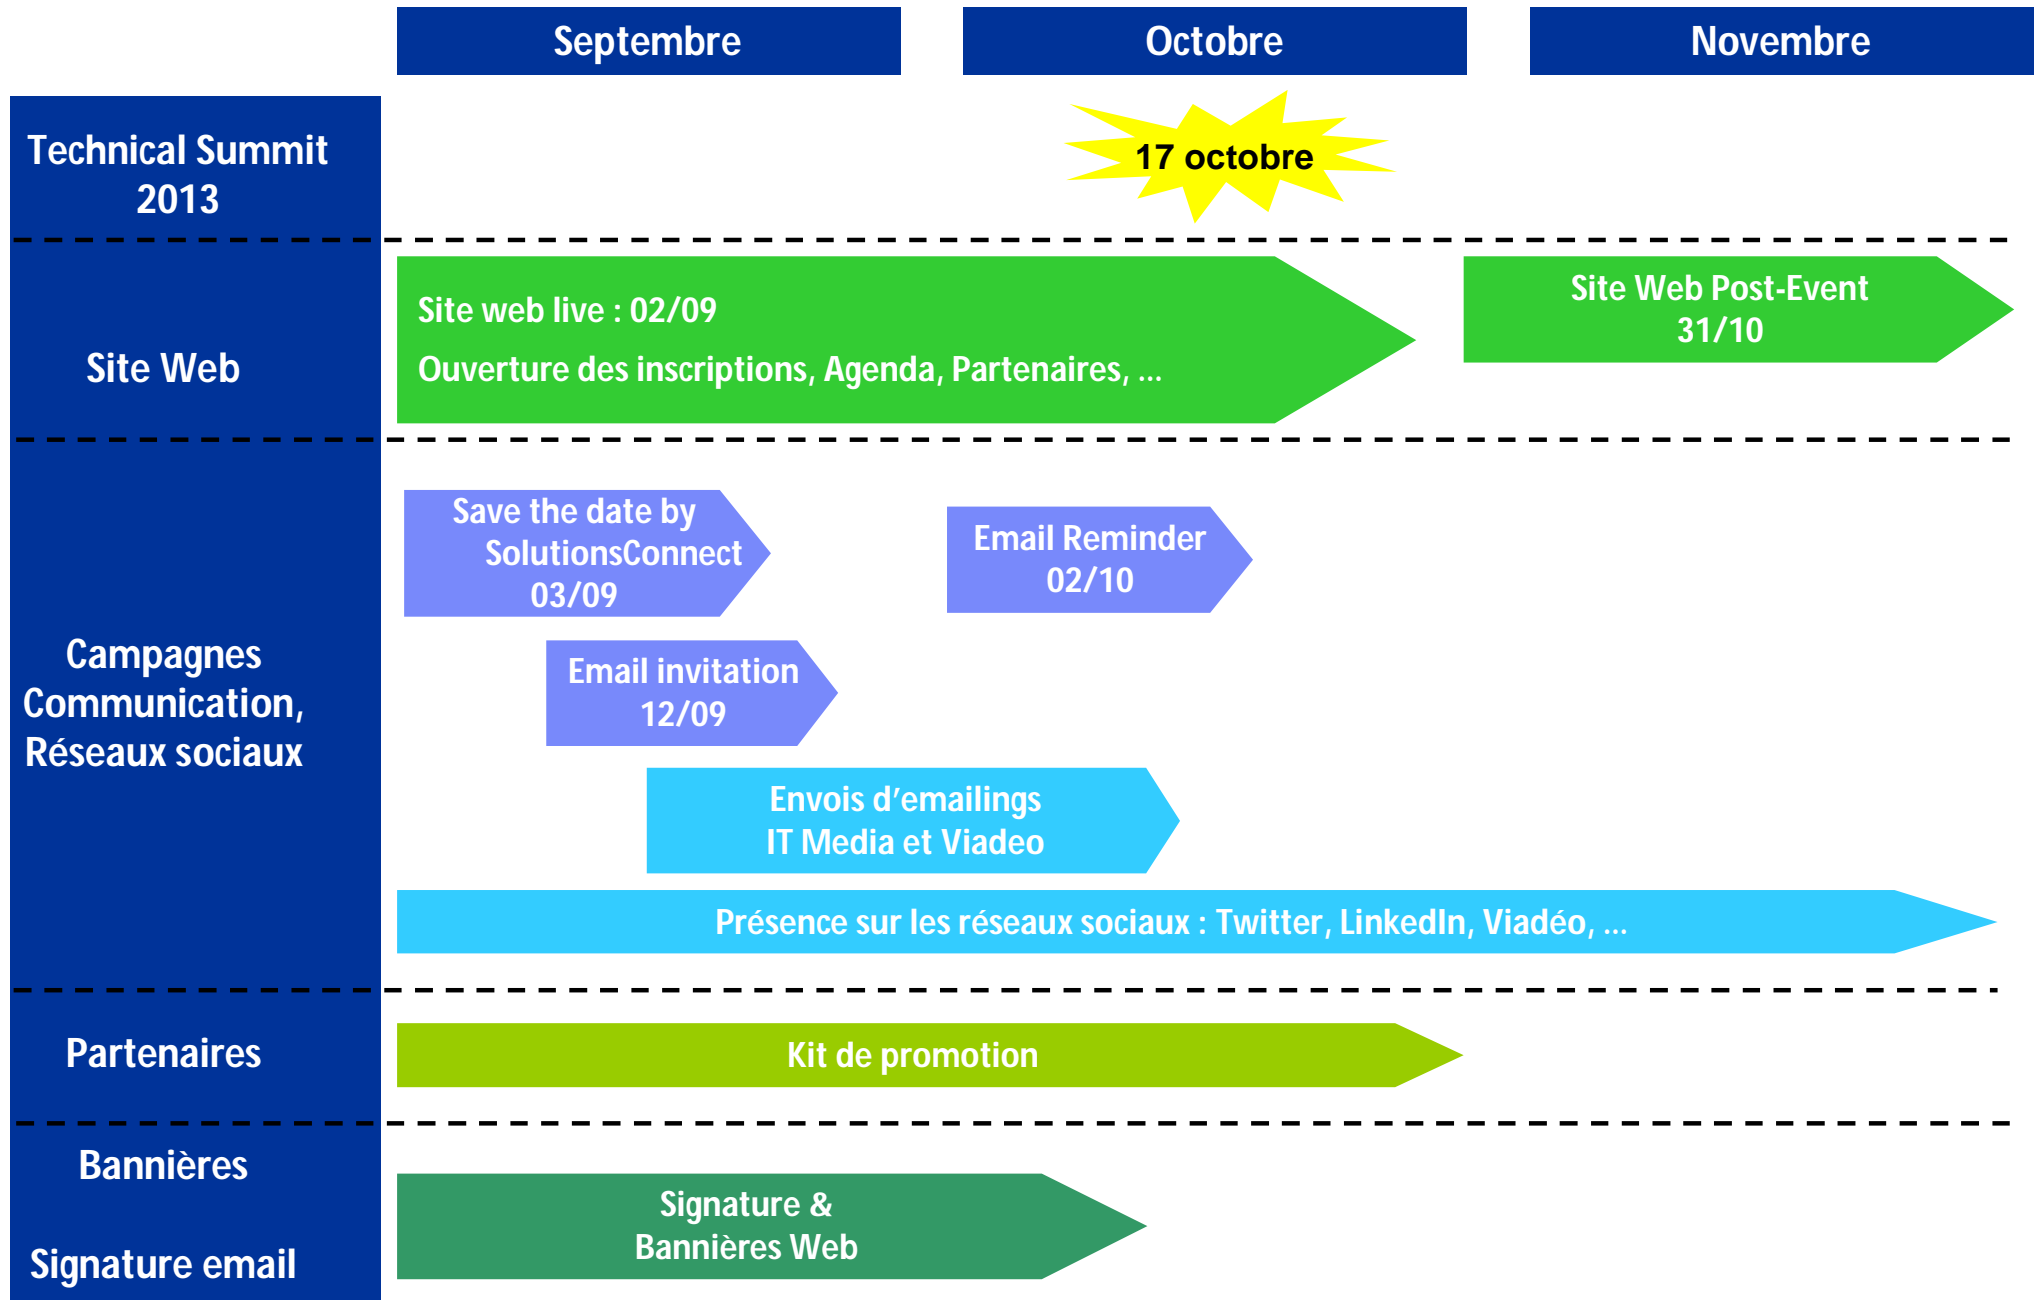 Septembre
Octobre
Novembre
Technical Summit
2013
17 octobre
Site Web
Site web live : 02/09
Ouverture des inscriptions, Agenda, Partenaires, ...
Site Web Post-Event
31/10
Campagnes
Communication,
Réseaux sociaux
Save the date by
SolutionsConnect
03/09
Email Reminder
02/10
Email invitation
12/09
Envois d’emailings
IT Media et Viadeo
Présence sur les réseaux sociaux : Twitter, LinkedIn, Viadéo, ...
Partenaires
Kit de promotion
Bannières
Signature email
Signature &
Bannières Web